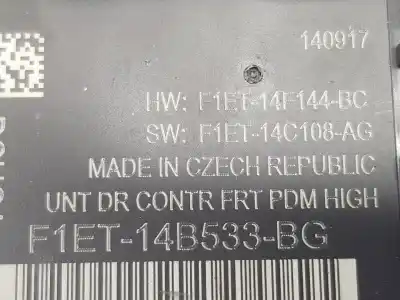 140917
HW: F1ET-14F144-BC
SW: F1ET-14C108-AG
MADE IN CZECH REPUBLIC
UNT DR CONTR FRT PDM HIGH
F1ET-14B533-BG